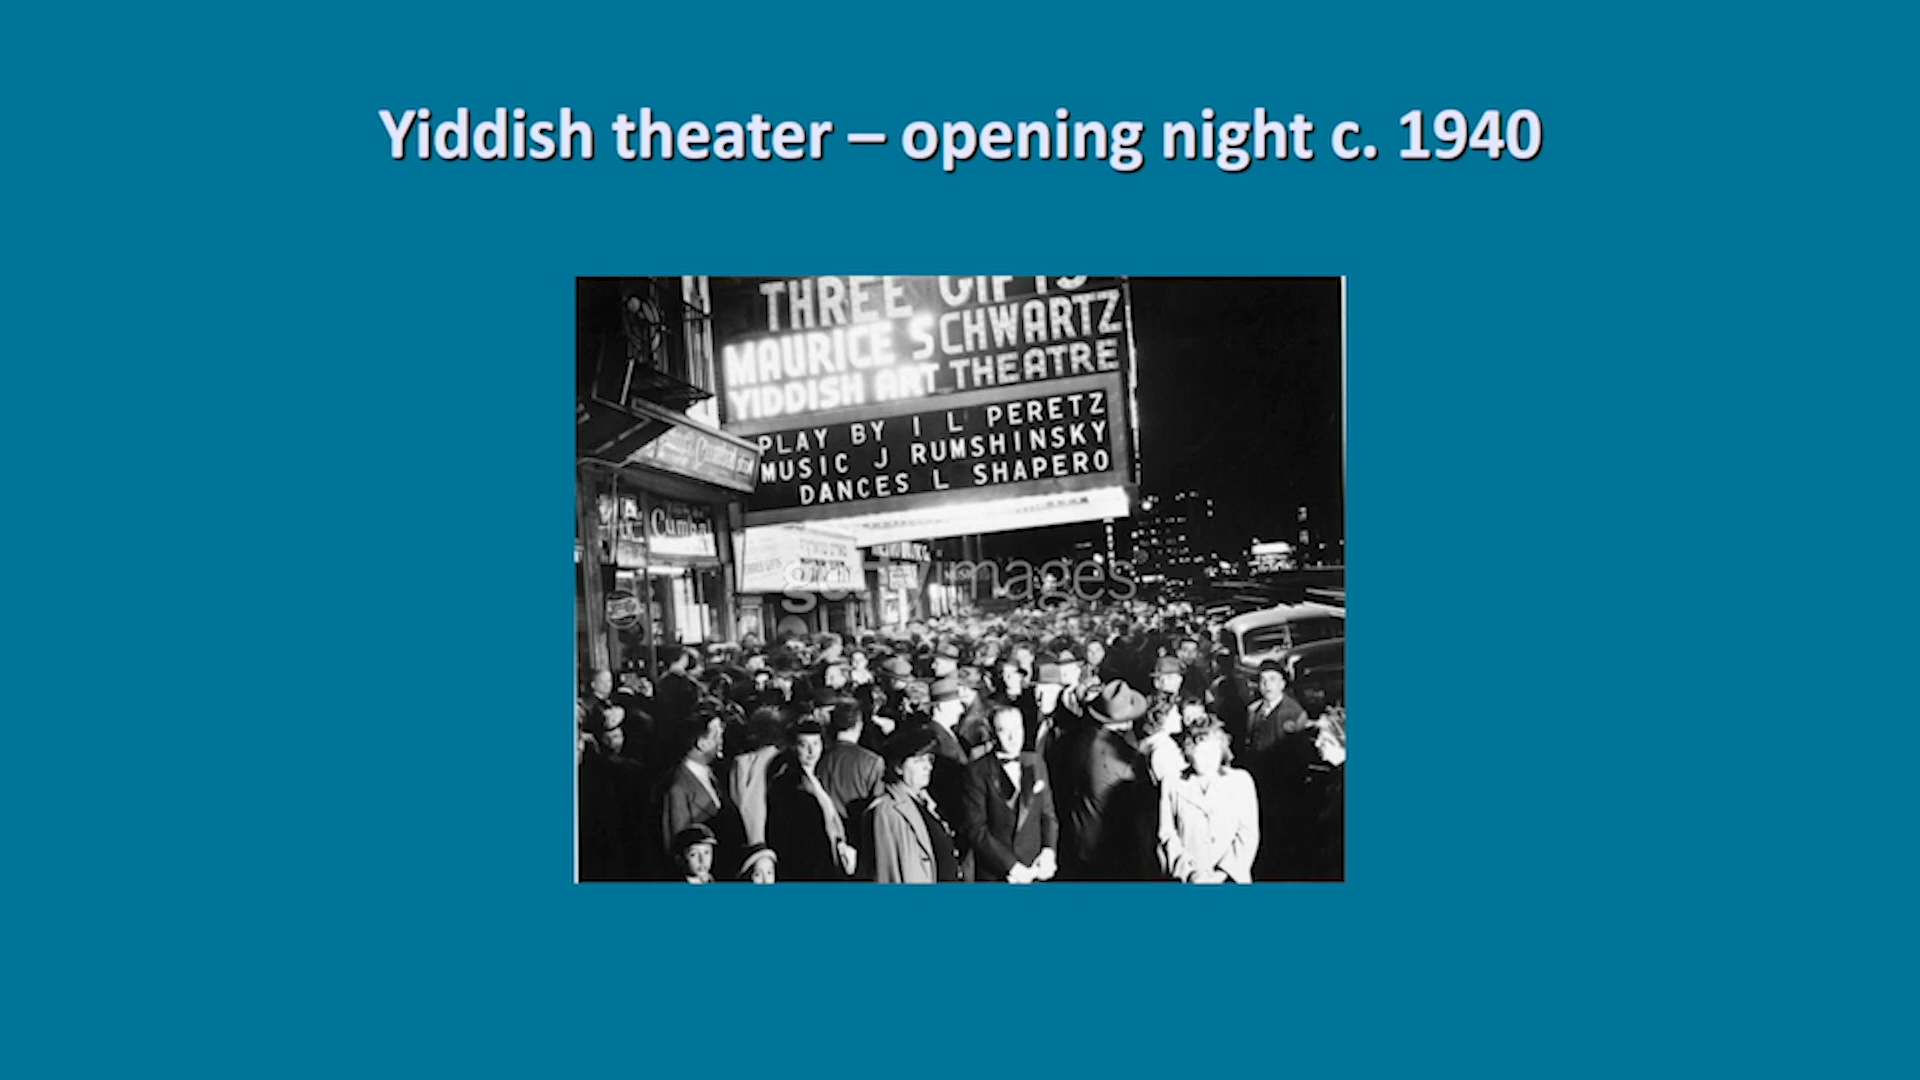 Yiddish theater – opening night c. 1940
THREE GIFTS
MAURICE SCHWARTZ
YIDDISH ART THEATRE
PLAY BY I L PERETZ
MUSIC J RUMSHINSKY
DANCES L SHAPERO
gettyimages